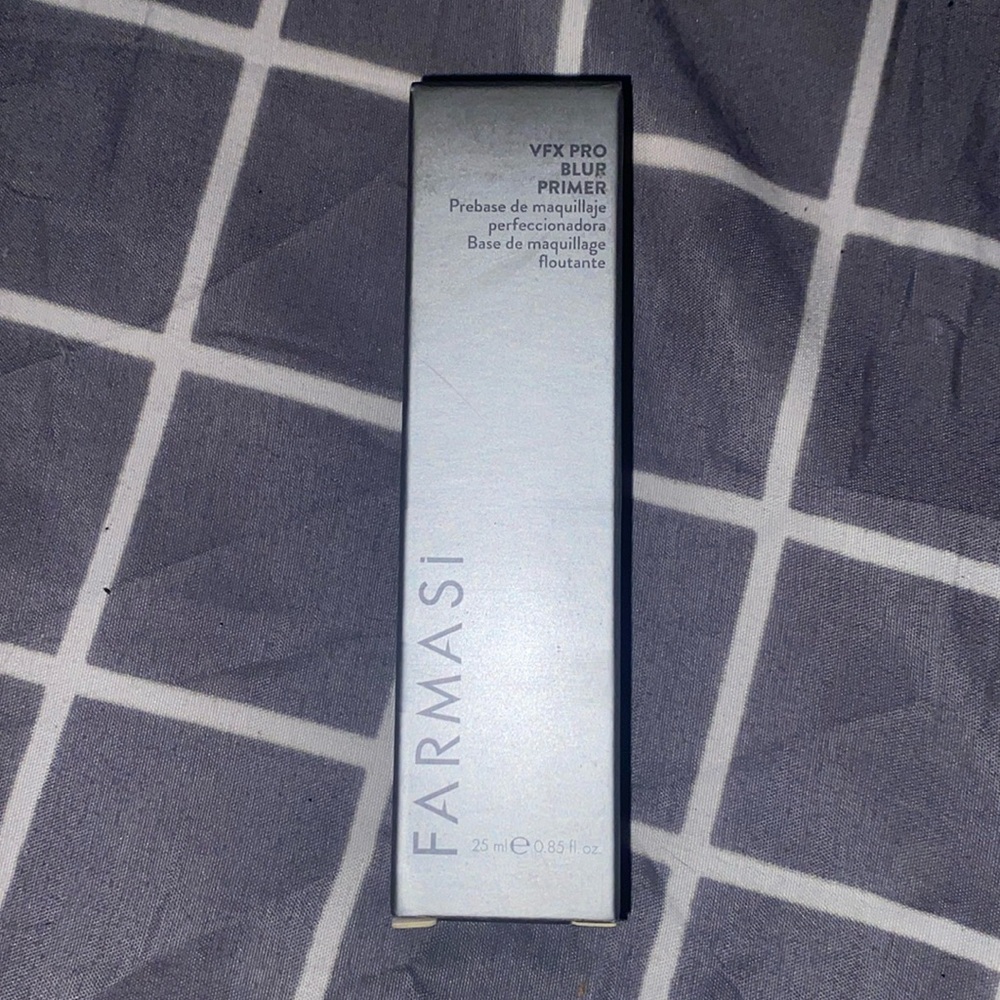 VFX PRO
BLUR
PRIMER
Prebase de maquillaje
perfeccionadora
Base de maquillage
floutante
FARMASi
25 ml ℮ 0.85 fl. oz.